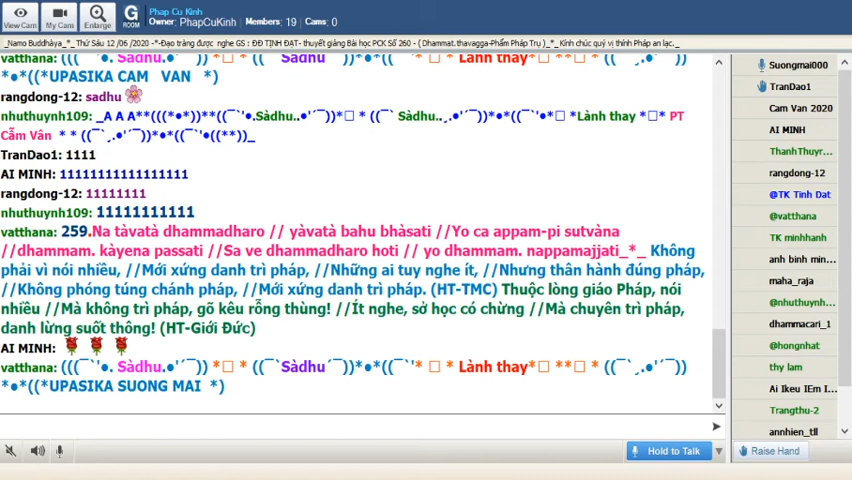 Phap Cu Kinh
Owner: PhapCuKinh  Members: 19  Cams: 0
View Cam  My Cam  Enlarge  G ROOM
_Namo Buddhàya_*_ Thứ Sáu 12 /06 /2020 -*-Đạo tràng được nghe GS : ĐĐ TỊNH ĐẠT- thuyết giảng Bài học PCK Số 260 - ( Dhammat.thavagga-Phẩm Pháp Trụ )_*_ Kính chúc quý vị thính Pháp an lạc._
vatthana: (((¯`'•. Sàdhu.•'´¯)) *□ * ((¯`Sàdhu´¯))*•*((¯`'* □ * Lành thay*□ **□ * ((¯`¸.•'´¯))
*•*((*UPASIKA CAM VAN *)
rangdong-12: sadhu
nhuthuynh109: _A A A**(((*•*))**((¯`'•.Sàdhu..•'´¯))*□ * ((¯` Sàdhu..¸.•'´¯))*•*((¯`'•*□ *Lành thay *□* PT
Cẩm Vân * * ((¯`¸.•'´¯))*•*((¯`'•((**))_
TranDao1: 1111
AI MINH: 11111111111111111
rangdong-12: 11111111
nhuthuynh109: 11111111111
vatthana: 259.Na tàvatà dhammadharo // yàvatà bahu bhàsati //Yo ca appam-pi sutvàna
//dhammam. kàyena passati //Sa ve dhammadharo hoti // yo dhammam. nappamajjati_*_ Không
phải vì nói nhiều, //Mới xứng danh trì pháp, //Những ai tuy nghe ít, //Nhưng thân hành đúng pháp,
//Không phóng túng chánh pháp, //Mới xứng danh trì pháp. (HT-TMC) Thuộc lòng giáo Pháp, nói
nhiều //Mà không trì pháp, gõ kêu rỗng thùng! //Ít nghe, sở học có chừng //Mà chuyên trì pháp,
danh lừng suốt thông! (HT-Giới Đức)
AI MINH:
vatthana: (((¯`'•. Sàdhu.•'´¯)) *□ * ((¯`Sàdhu´¯))*•*((¯`'* □ * Lành thay*□ **□ * ((¯`¸.•'´¯))
*•*((*UPASIKA SUONG MAI *)
Suongmai000
TranDao1
Cam Van 2020
AI MINH
ThanhThuyr...
rangdong-12
@TK Tinh Dat
@vatthana
TK minhhanh
anh binh min...
maha_raja
@nhuthuynh...
dhammacari_1
@hongnhat
thy lam
Ai Ikeu IEm I...
Trangthu-2
annhien_tll
Hold to Talk
Raise Hand